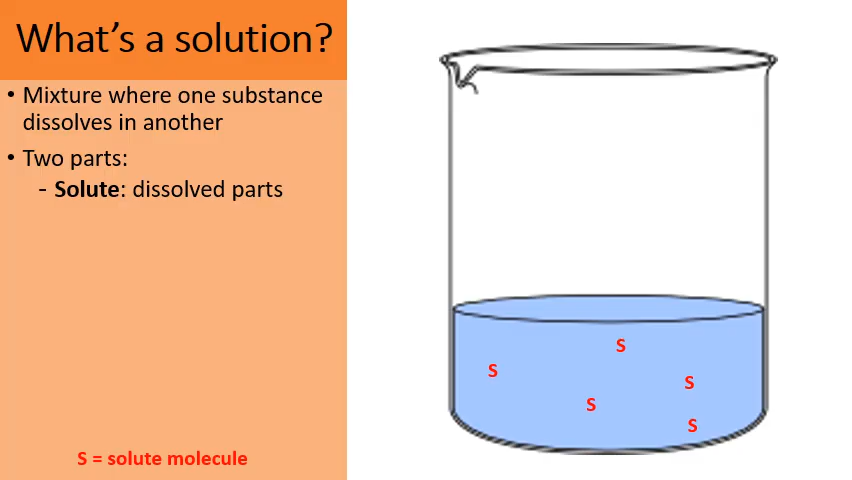 What's a solution?
• Mixture where one substance
dissolves in another
• Two parts:
- Solute: dissolved parts
S
S
S
S
S
S = solute molecule